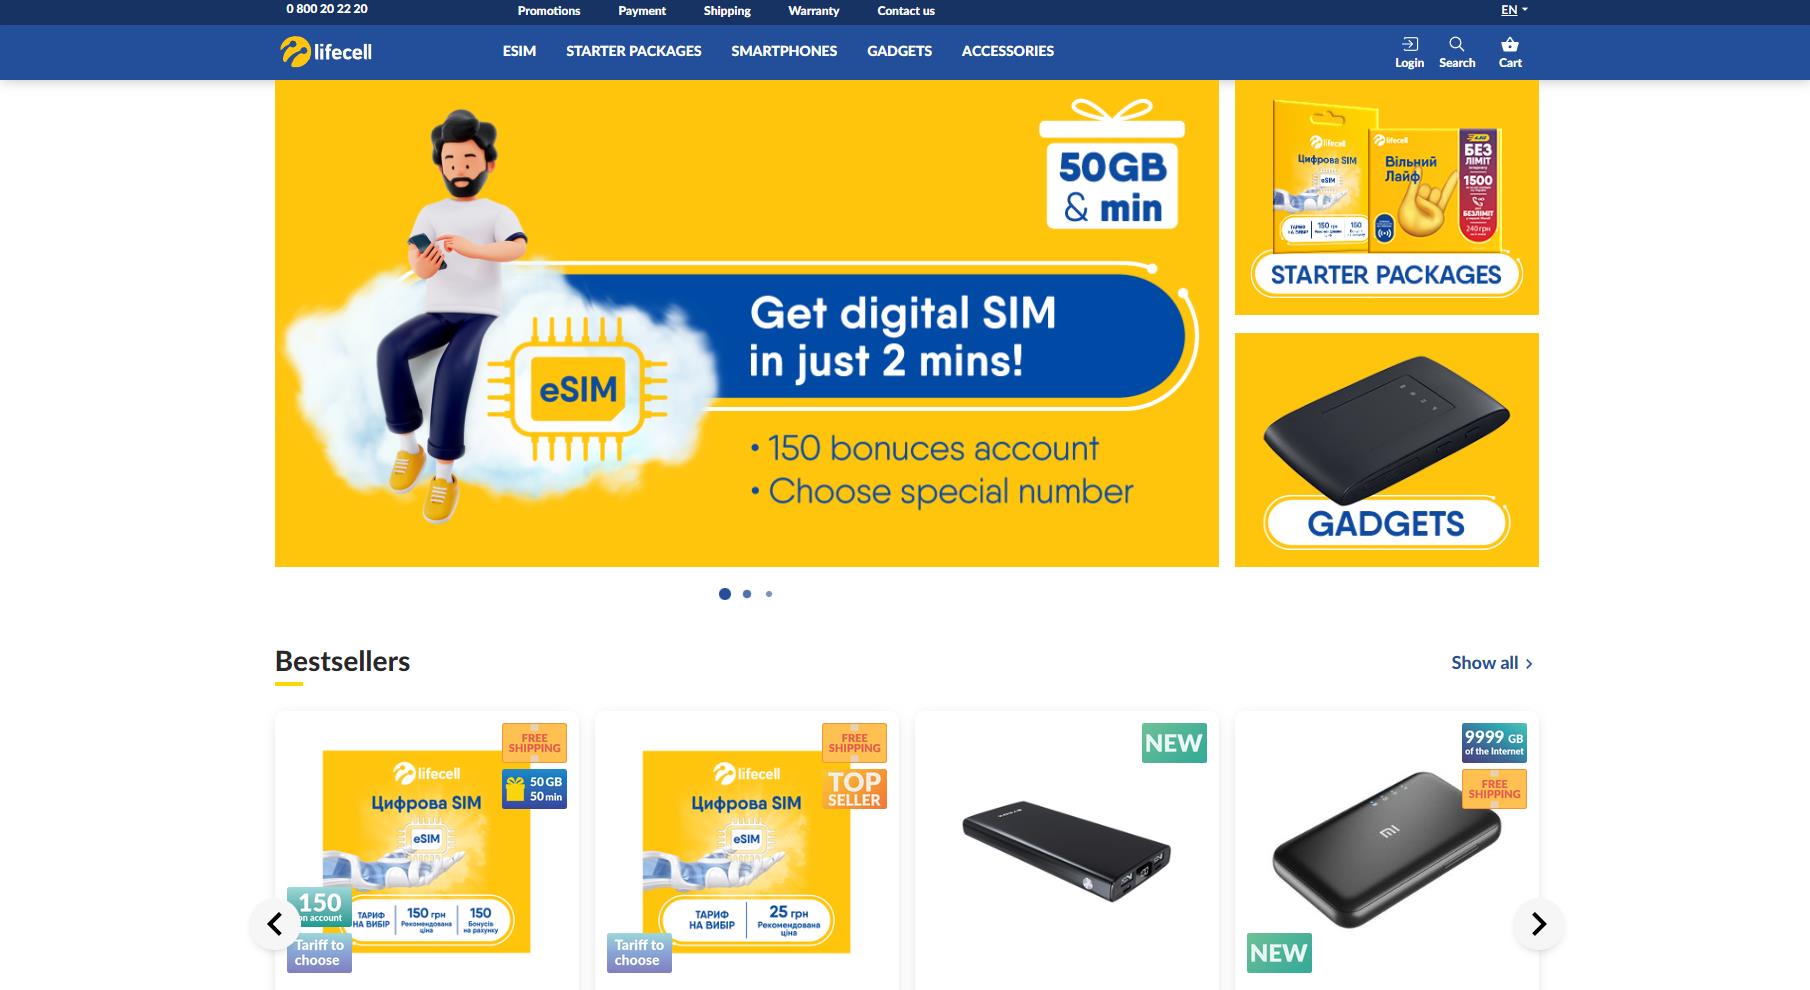 0 800 20 22 20
Promotions
Payment
Shipping
Warranty
Contact us
EN
lifecell
ESIM
STARTER PACKAGES
SMARTPHONES
GADGETS
ACCESSORIES
Login
Search
Cart
50GB
& min
Get digital SIM
in just 2 mins!
eSIM
• 150 bonuces account
• Choose special number
lifecell
Цифрова SIM
eSIM
ТАРИФ
НА ВИБІР
150 грн
150
lifecell
Вільний
Лайф
БЕЗ
ЛІМІТ
1500
БЕЗЛІМІТ
240 грн
STARTER PACKAGES
GADGETS
Bestsellers
Show all
FREE
SHIPPING
50 GB
50 min
lifecell
Цифрова SIM
eSIM
150
on account
ТАРИФ
НА ВИБІР
150 грн
Рекомендована
ціна
150
Бонусів
на рахунку
Tariff to
choose
FREE
SHIPPING
TOP
SELLER
lifecell
Цифрова SIM
eSIM
ТАРИФ
НА ВИБІР
25 грн
Рекомендована
ціна
Tariff to
choose
NEW
9999 GB
of the Internet
FREE
SHIPPING
NEW